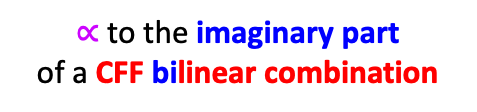 ∝ to the imaginary part
of a CFF bilinear combination